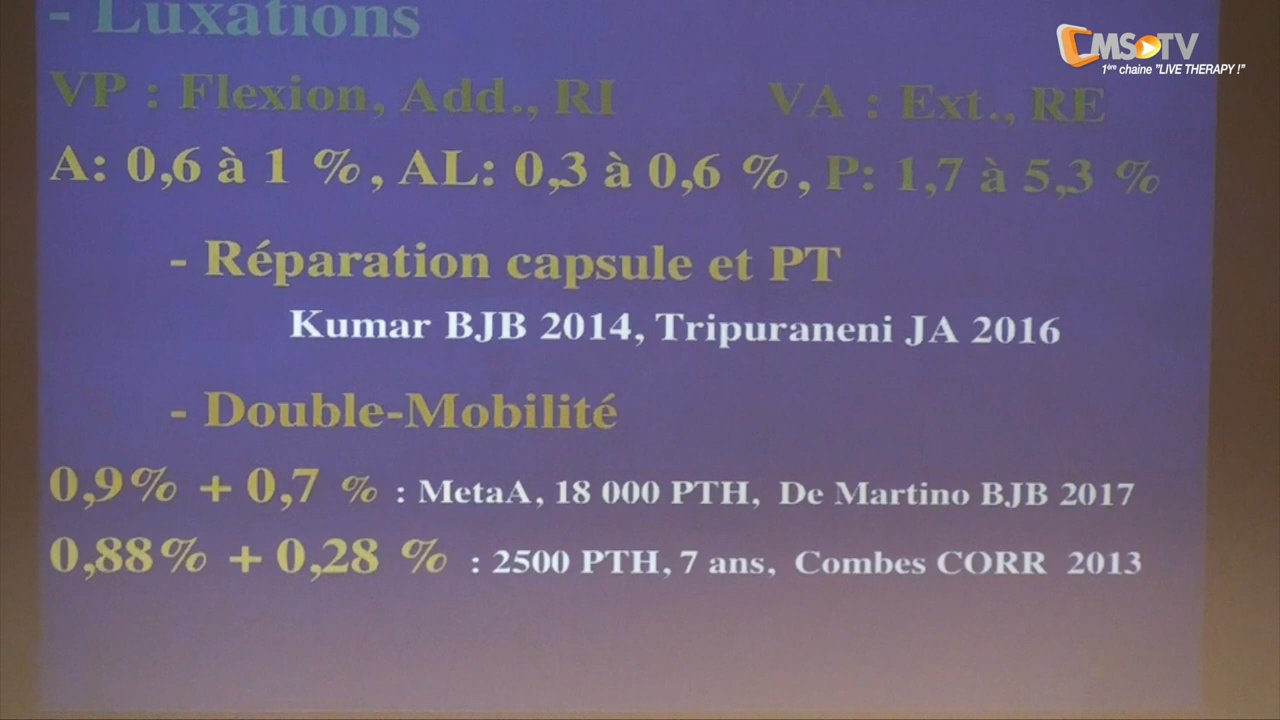 - Luxations
CMSTV
1ère chaine "LIVE THERAPY !"
VP : Flexion, Add., RI VA : Ext., RE
A: 0,6 à 1 %, AL: 0,3 à 0,6 %, P: 1,7 à 5,3 %
- Réparation capsule et PT
Kumar BJB 2014, Tripuraneni JA 2016
- Double-Mobilité
0,9% + 0,7 % : MetaA, 18 000 PTH, De Martino BJB 2017
0,88% + 0,28 % : 2500 PTH, 7 ans, Combes CORR 2013